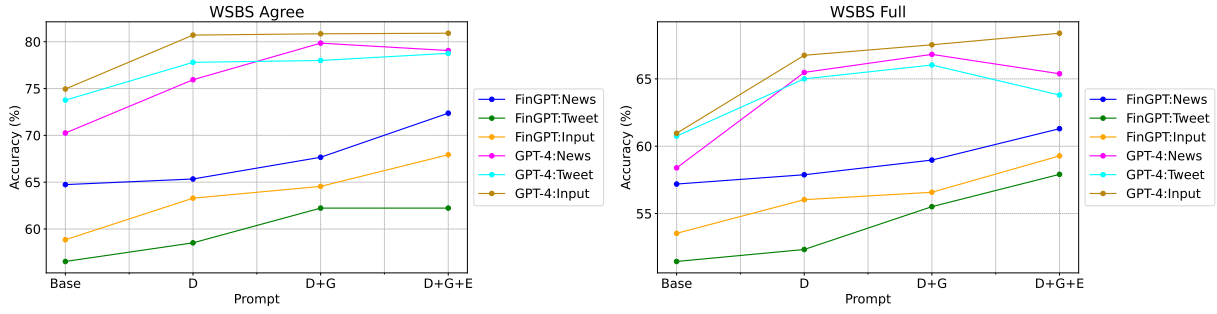 WSBS Agree
Accuracy (%)
80
75
70
65
60
Base
D
D+G
D+G+E
Prompt
FinGPT:News
FinGPT:Tweet
FinGPT:Input
GPT-4:News
GPT-4:Tweet
GPT-4:Input
WSBS Full
Accuracy (%)
65
60
55
Base
D
D+G
D+G+E
Prompt
FinGPT:News
FinGPT:Tweet
FinGPT:Input
GPT-4:News
GPT-4:Tweet
GPT-4:Input